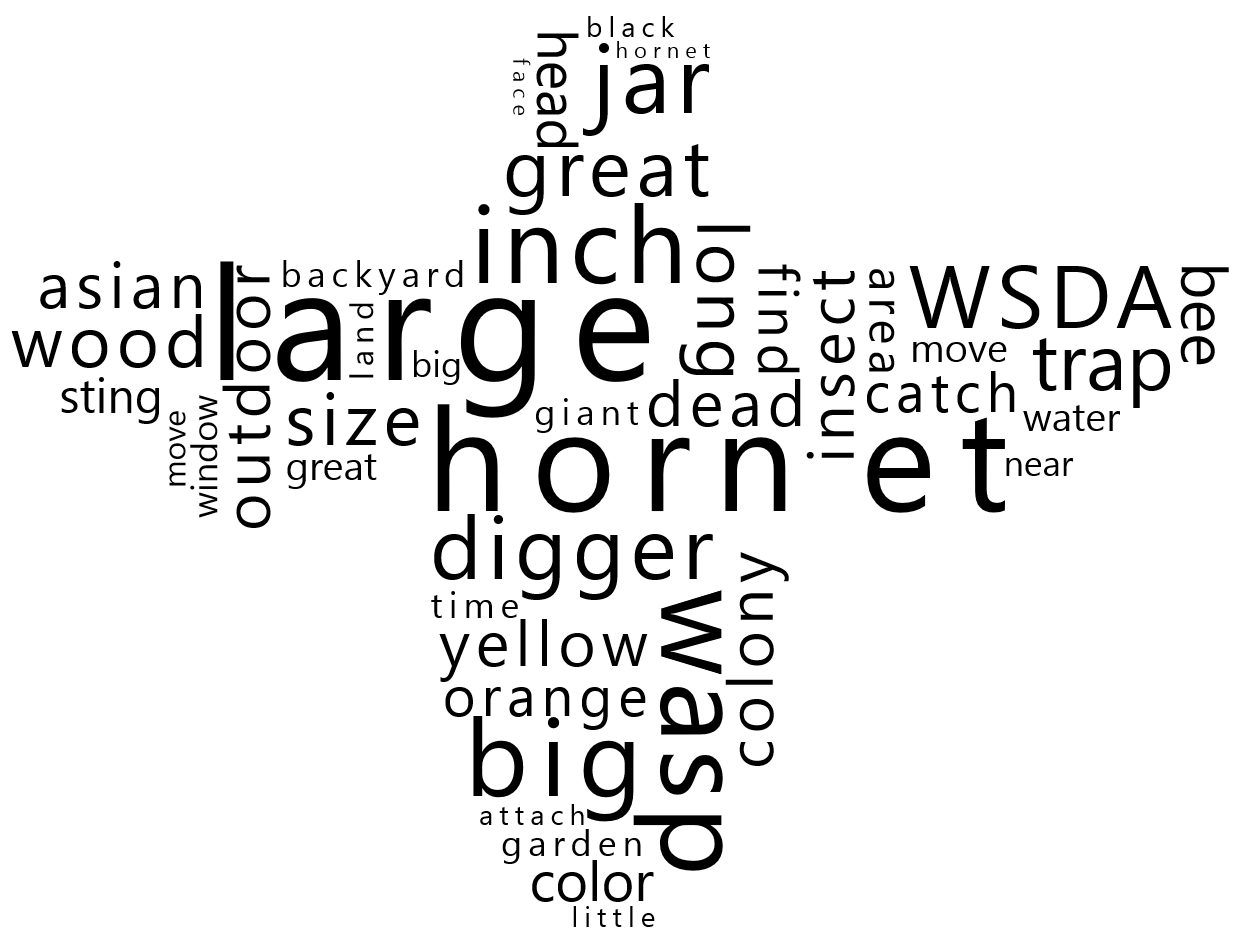 black
hornet
head
face
jar
great
inch
long
asian
backyard
large
outdoor
find
insect
area
WSDA
bee
wood
land
big
move
trap
sting
size
giant
dead
catch
water
move
window
great
hornet
near
digger
time
wasp
colony
yellow
orange
big
attach
garden
color
little